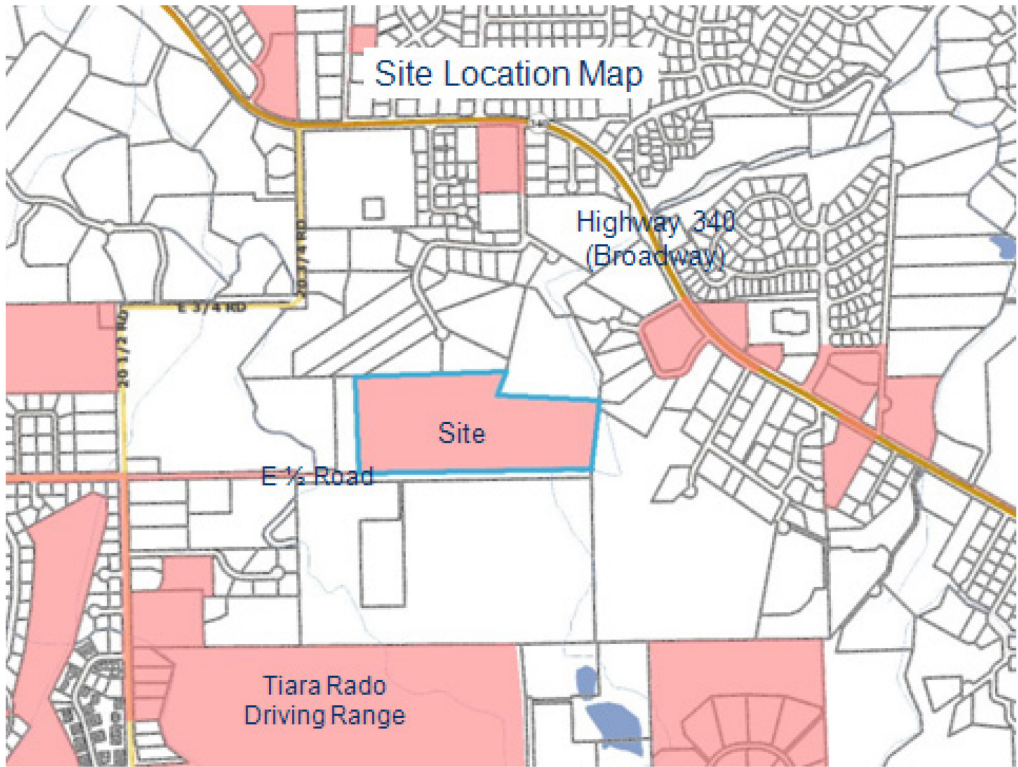 Site Location Map
340
Highway 340
(Broadway)
20 3/4 RD
E 3/4 RD
20 1/2 RD
Site
E ½ Road
Tiara Rado
Driving Range